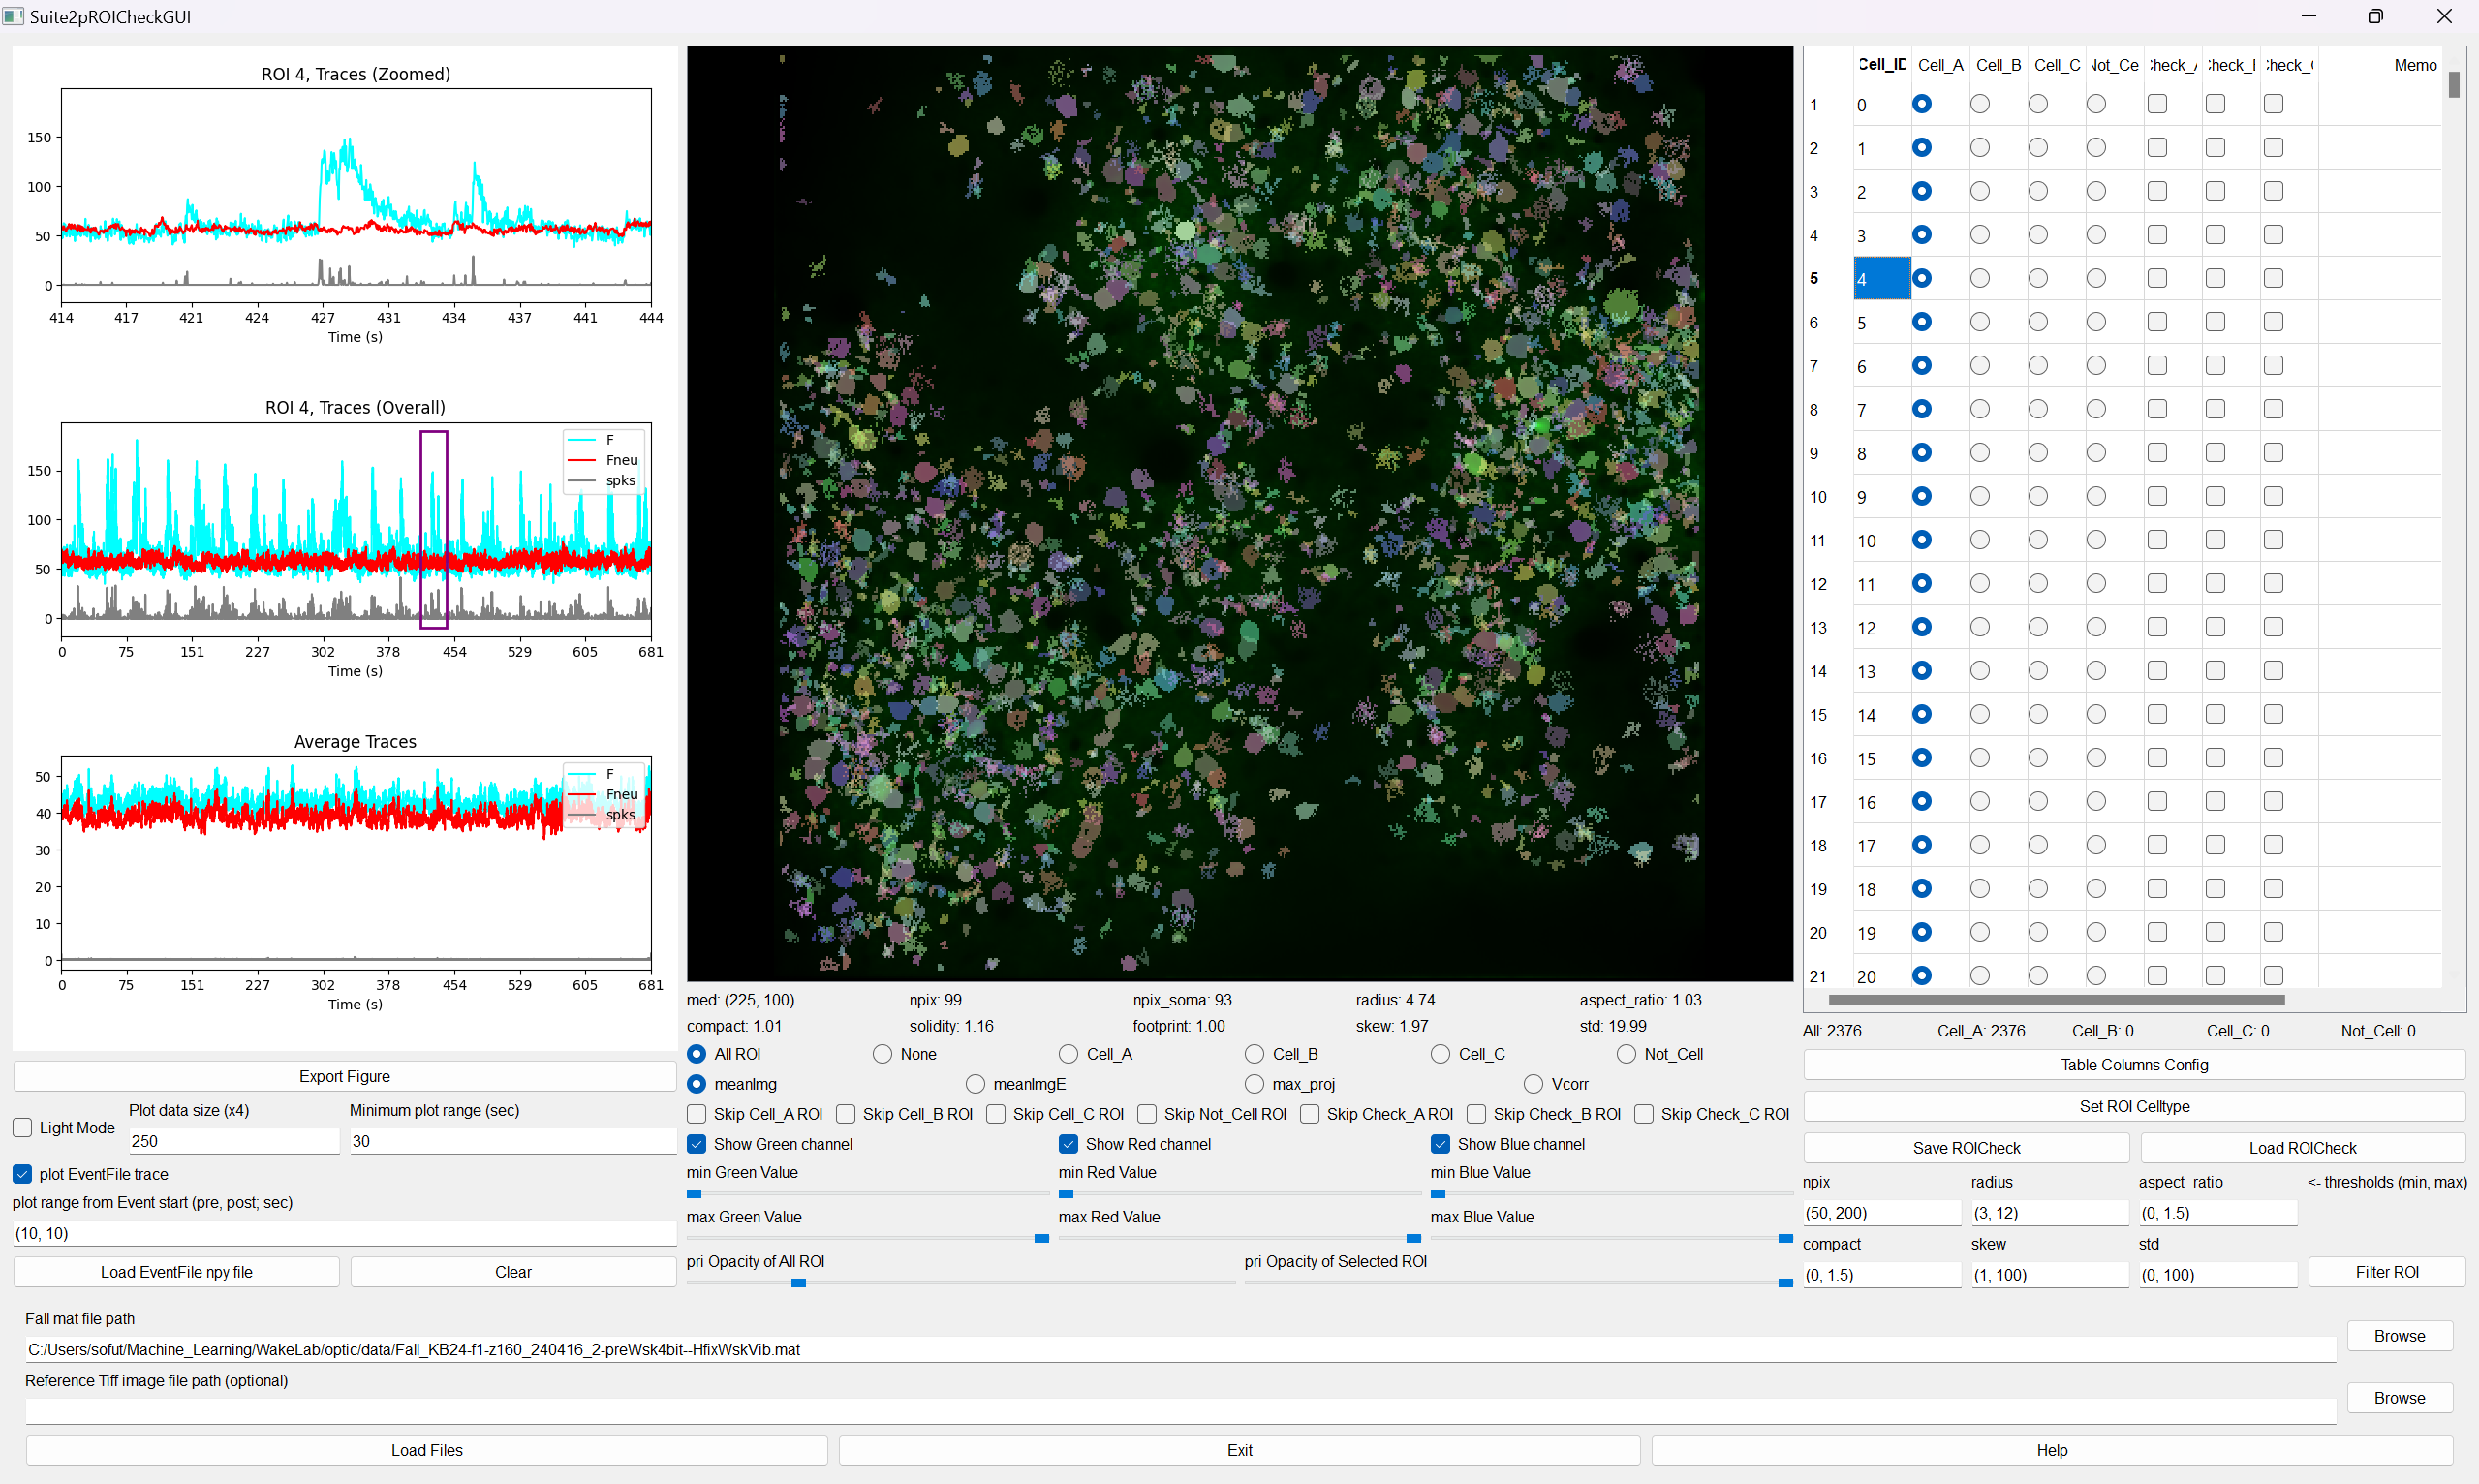 Suite2pROICheckGUI
ROI 4, Traces (Zoomed)
150
100
50
0
414 417 421 424 427 431 434 437 441 444
Time (s)
ROI 4, Traces (Overall)
F
Fneu
spks
150
100
50
0
0 75 151 227 302 378 454 529 605 681
Time (s)
Average Traces
F
Fneu
spks
50
40
30
20
10
0
0 75 151 227 302 378 454 529 605 681
Time (s)
Export Figure
Light Mode
Plot data size (x4)
250
Minimum plot range (sec)
30
plot EventFile trace
plot range from Event start (pre, post; sec)
(10, 10)
Load EventFile npy file
Clear
med: (225, 100) npix: 99 npix_soma: 93 radius: 4.74 aspect_ratio: 1.03
compact: 1.01 solidity: 1.16 footprint: 1.00 skew: 1.97 std: 19.99
All ROI None Cell_A Cell_B Cell_C Not_Cell
meanImg meanImgE max_proj Vcorr
Skip Cell_A ROI Skip Cell_B ROI Skip Cell_C ROI Skip Not_Cell ROI Skip Check_A ROI Skip Check_B ROI Skip Check_C ROI
Show Green channel Show Red channel Show Blue channel
min Green Value min Red Value min Blue Value
max Green Value max Red Value max Blue Value
pri Opacity of All ROI pri Opacity of Selected ROI
Cell_ID Cell_A Cell_B Cell_C Not_Ce heck_ heck_ heck_ Memo
1 0
2 1
3 2
4 3
5 4
6 5
7 6
8 7
9 8
10 9
11 10
12 11
13 12
14 13
15 14
16 15
17 16
18 17
19 18
20 19
21 20
All: 2376 Cell_A: 2376 Cell_B: 0 Cell_C: 0 Not_Cell: 0
Table Columns Config
Set ROI Celltype
Save ROICheck Load ROICheck
npix radius aspect_ratio <- thresholds (min, max)
(50, 200) (3, 12) (0, 1.5)
compact skew std
(0, 1.5) (1, 100) (0, 100) Filter ROI
Fall mat file path
C:/Users/sofut/Machine_Learning/WakeLab/optic/data/Fall_KB24-f1-z160_240416_2-preWsk4bit--HfixWskVib.mat
Browse
Reference Tiff image file path (optional)
Browse
Load Files Exit Help